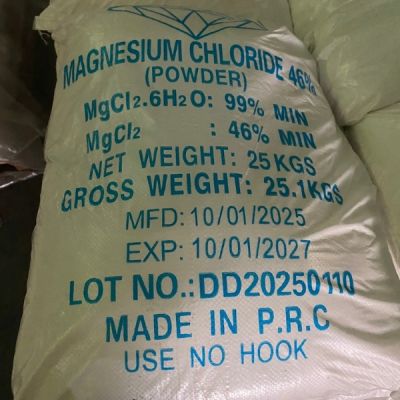 MAGNESIUM CHLORIDE 46%
(POWDER)
MgCl2.6H2O: 99% MIN
MgCl2 : 46% MIN
NET WEIGHT: 25 KGS
GROSS WEIGHT: 25.1KGS
MFD: 10/01/2025
EXP: 10/01/2027
LOT NO.:DD20250110
MADE IN P.R.C
USE NO HOOK